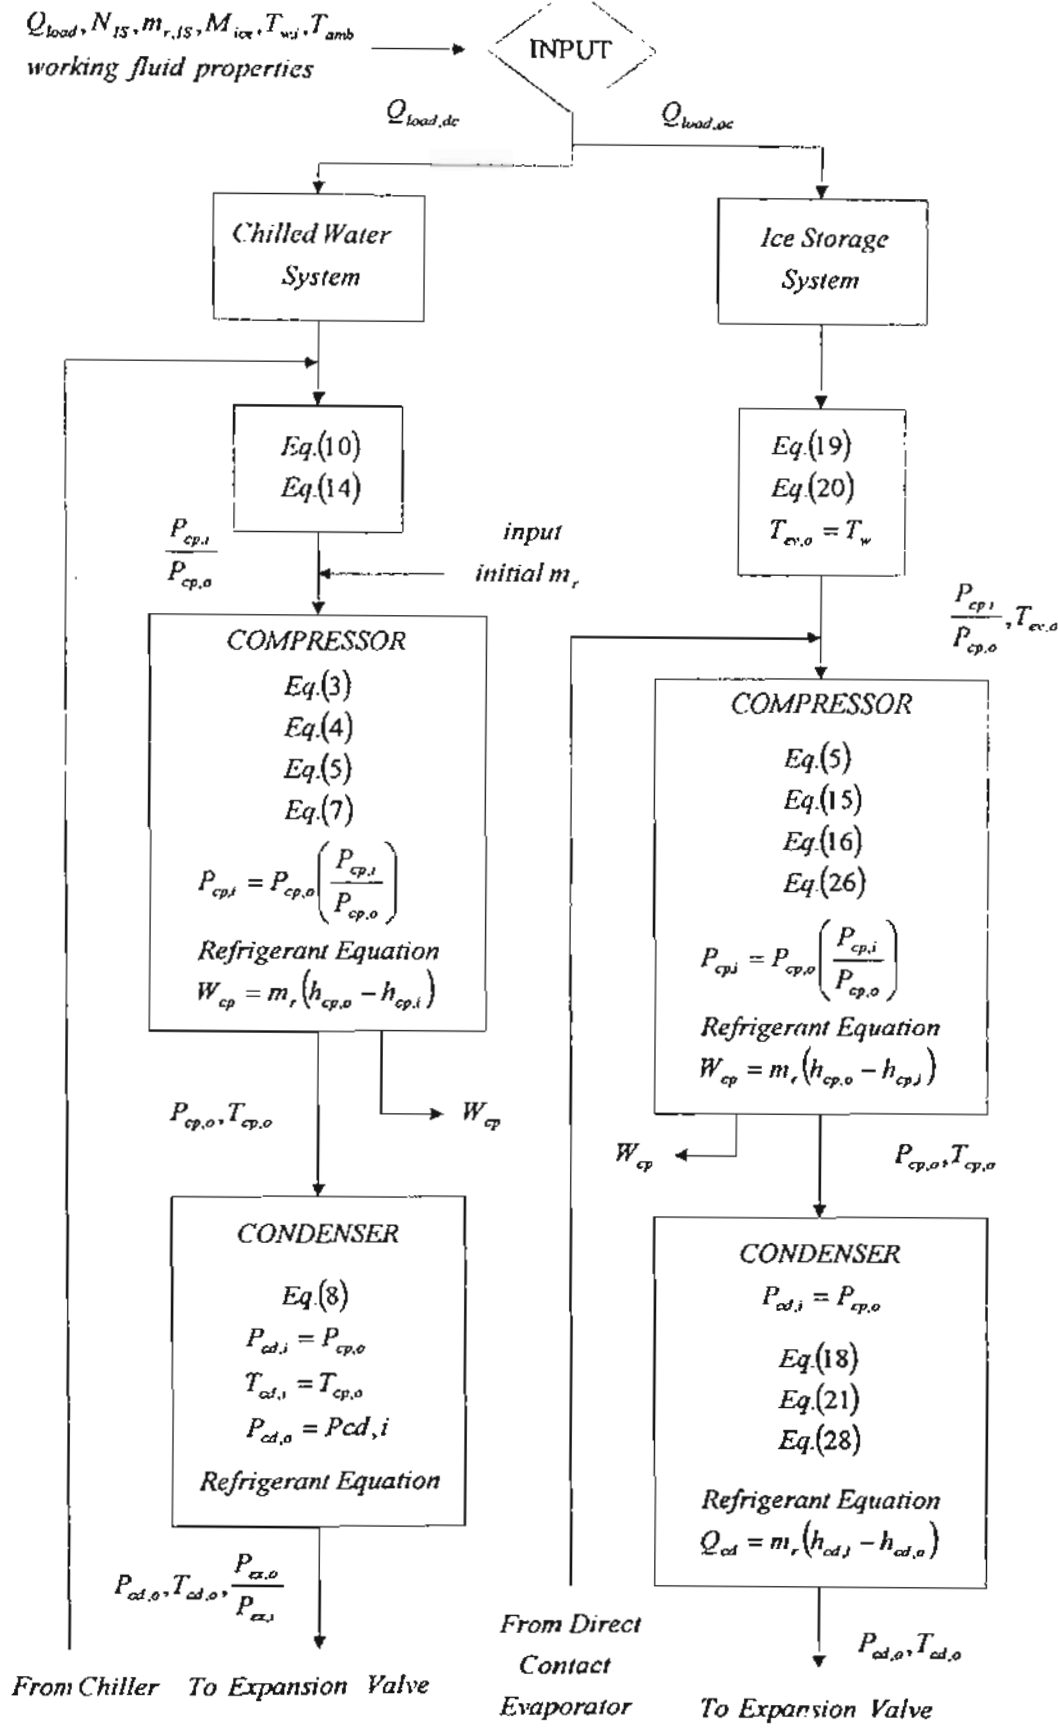 Q_load, N_IS, m_r,IS, M_ice, T_w,i, T_amb
working fluid properties
INPUT
Q_load,dc
Q_load,oc
Chilled Water
System
Ice Storage
System
Eq.(10)
Eq.(14)
Eq.(19)
Eq.(20)
T_ev,o = T_w
P_cp,i / P_cp,o
input
initial m_r
P_cp,i / P_cp,o, T_ev,o
COMPRESSOR
Eq.(3)
Eq.(4)
Eq.(5)
Eq.(7)
P_cp,i = P_cp,o (P_cp,i / P_cp,o)
Refrigerant Equation
W_cp = m_r (h_cp,o − h_cp,i)
COMPRESSOR
Eq.(5)
Eq.(15)
Eq.(16)
Eq.(26)
P_cp,i = P_cp,o (P_cp,i / P_cp,o)
Refrigerant Equation
W_cp = m_r (h_cp,o − h_cp,i)
P_cp,o, T_cp,o
W_cp
W_cp
P_cp,o, T_cp,o
CONDENSER
Eq.(8)
P_cd,i = P_cp,o
T_cd,i = T_cp,o
P_cd,o = Pcd,i
Refrigerant Equation
CONDENSER
P_cd,i = P_cp,o
Eq.(18)
Eq.(21)
Eq.(28)
Refrigerant Equation
Q_cd = m_r (h_cd,i − h_cd,o)
P_cd,o, T_cd,o, P_ex,o / P_ex,i
From Direct
Contact
Evaporator
P_cd,o, T_cd,o
From Chiller
To Expansion Valve
To Expansion Valve